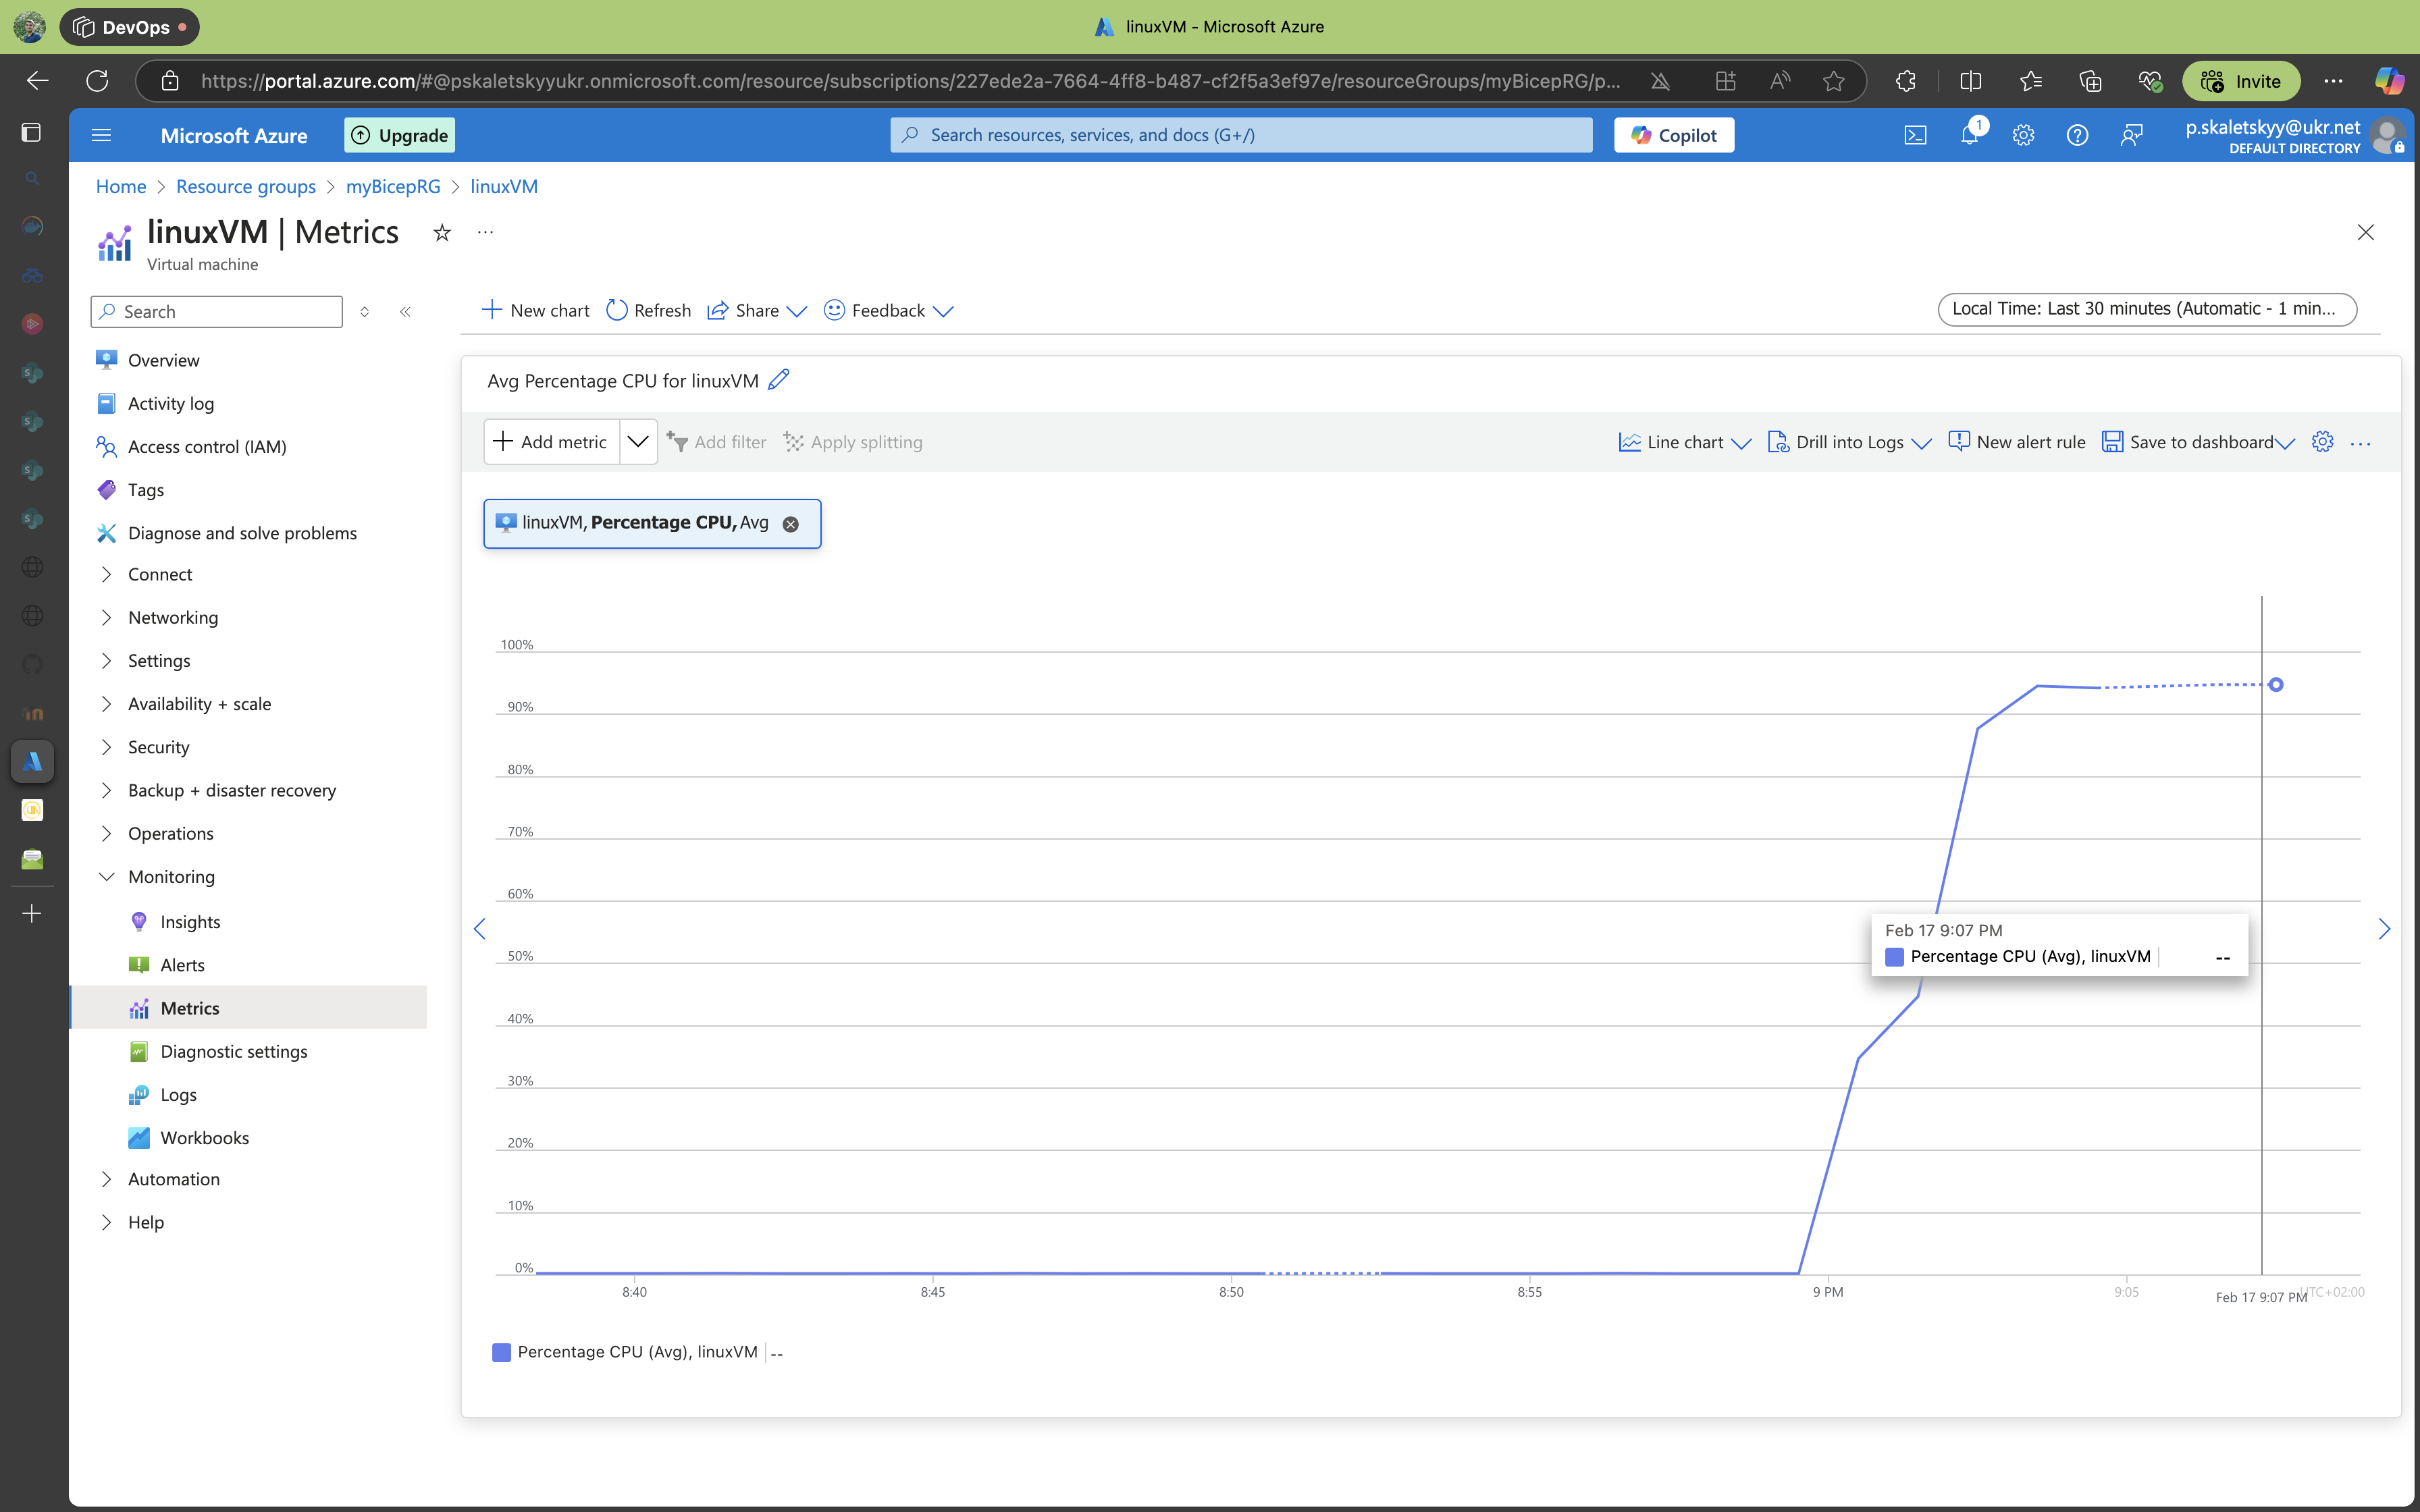 DevOps
linuxVM - Microsoft Azure
https://portal.azure.com/#@pskaletskyyukr.onmicrosoft.com/resource/subscriptions/227ede2a-7664-4ff8-b487-cf2f5a3ef97e/resourceGroups/myBicepRG/p...
Invite
Microsoft Azure
Upgrade
Search resources, services, and docs (G+/)
Copilot
1
p.skaletskyy@ukr.net
DEFAULT DIRECTORY
Home > Resource groups > myBicepRG > linuxVM
linuxVM | Metrics
Virtual machine
Search
New chart
Refresh
Share
Feedback
Local Time: Last 30 minutes (Automatic - 1 min...
Overview
Activity log
Access control (IAM)
Tags
Diagnose and solve problems
Connect
Networking
Settings
Availability + scale
Security
Backup + disaster recovery
Operations
Monitoring
Insights
Alerts
Metrics
Diagnostic settings
Logs
Workbooks
Automation
Help
Avg Percentage CPU for linuxVM
Add metric
Add filter
Apply splitting
Line chart
Drill into Logs
New alert rule
Save to dashboard
linuxVM, Percentage CPU, Avg
100%
90%
80%
70%
60%
50%
40%
30%
20%
10%
0%
Feb 17 9:07 PM
Percentage CPU (Avg), linuxVM --
8:40
8:45
8:50
8:55
9 PM
9:05
Feb 17 9:07 PM
UTC+02:00
Percentage CPU (Avg), linuxVM --